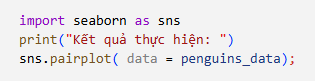 import seaborn as sns
print("Kết quả thực hiện: ")
sns.pairplot( data = penguins_data);